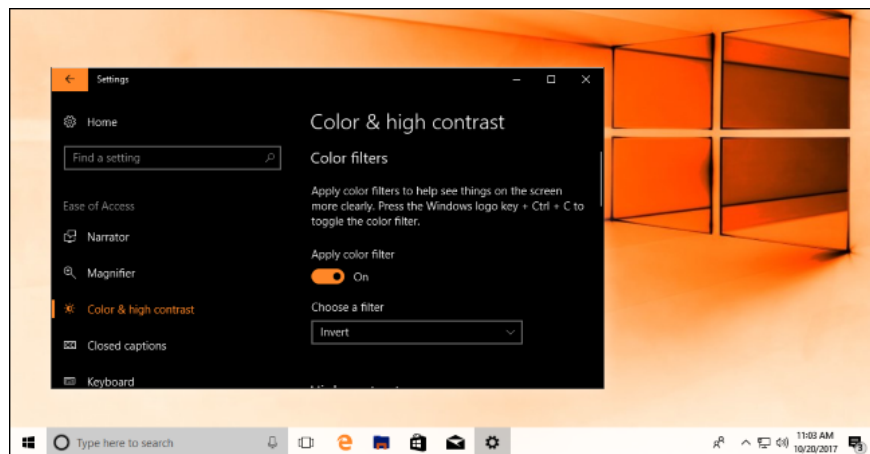 Settings
Home
Find a setting
Ease of Access
Narrator
Magnifier
Color & high contrast
Closed captions
Keyboard
Color & high contrast
Color filters
Apply color filters to help see things on the screen
more clearly. Press the Windows logo key + Ctrl + C to
toggle the color filter.
Apply color filter
On
Choose a filter
Invert
Type here to search
11:03 AM
10/20/2017
3